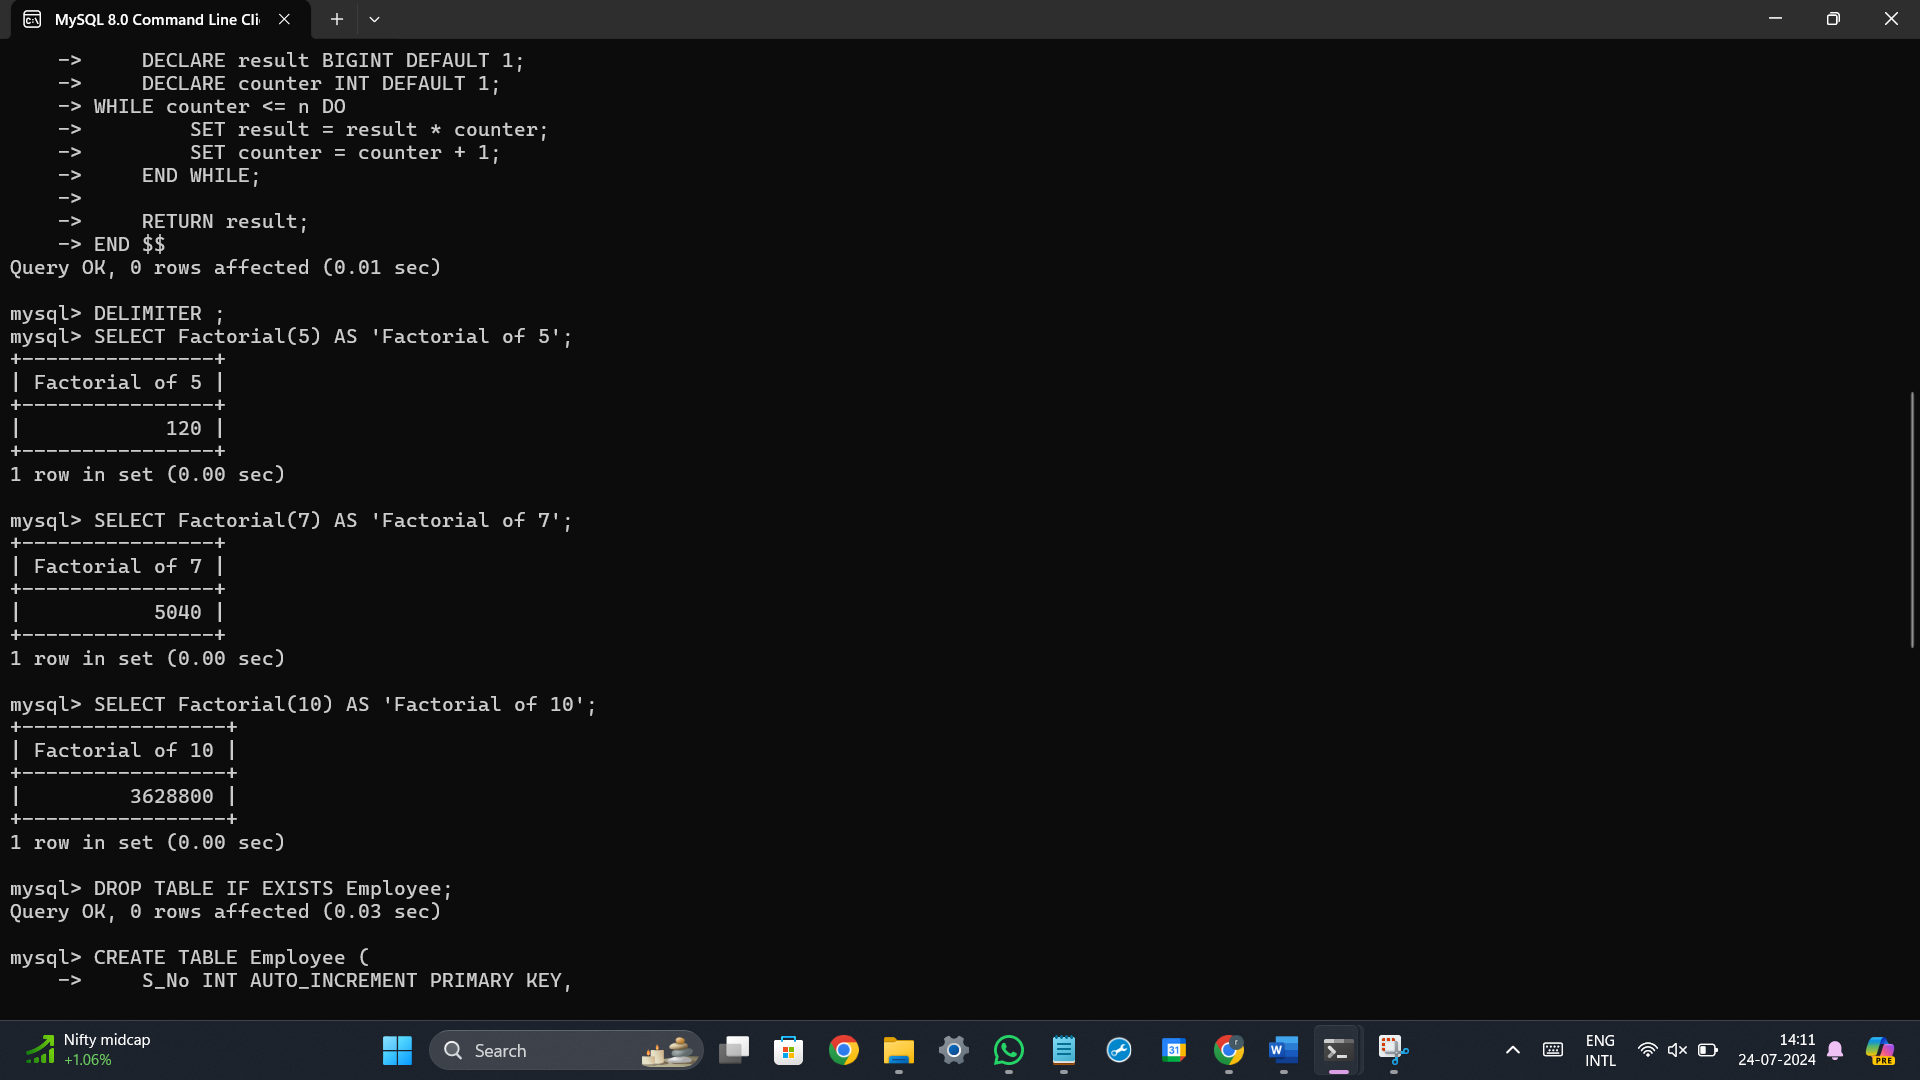 MySQL 8.0 Command Line Cli
    ->     DECLARE result BIGINT DEFAULT 1;
    ->     DECLARE counter INT DEFAULT 1;
    -> WHILE counter <= n DO
    ->         SET result = result * counter;
    ->         SET counter = counter + 1;
    ->     END WHILE;
    ->
    ->     RETURN result;
    -> END $$
Query OK, 0 rows affected (0.01 sec)
mysql> DELIMITER ;
mysql> SELECT Factorial(5) AS 'Factorial of 5';
+----------------+
| Factorial of 5 |
+----------------+
|            120 |
+----------------+
1 row in set (0.00 sec)
mysql> SELECT Factorial(7) AS 'Factorial of 7';
+----------------+
| Factorial of 7 |
+----------------+
|           5040 |
+----------------+
1 row in set (0.00 sec)
mysql> SELECT Factorial(10) AS 'Factorial of 10';
+-----------------+
| Factorial of 10 |
+-----------------+
|         3628800 |
+-----------------+
1 row in set (0.00 sec)
mysql> DROP TABLE IF EXISTS Employee;
Query OK, 0 rows affected (0.03 sec)
mysql> CREATE TABLE Employee (
    ->     S_No INT AUTO_INCREMENT PRIMARY KEY,
Nifty midcap
+1.06%
Search
31
W
r
ENG
INTL
14:11
24-07-2024
PRE